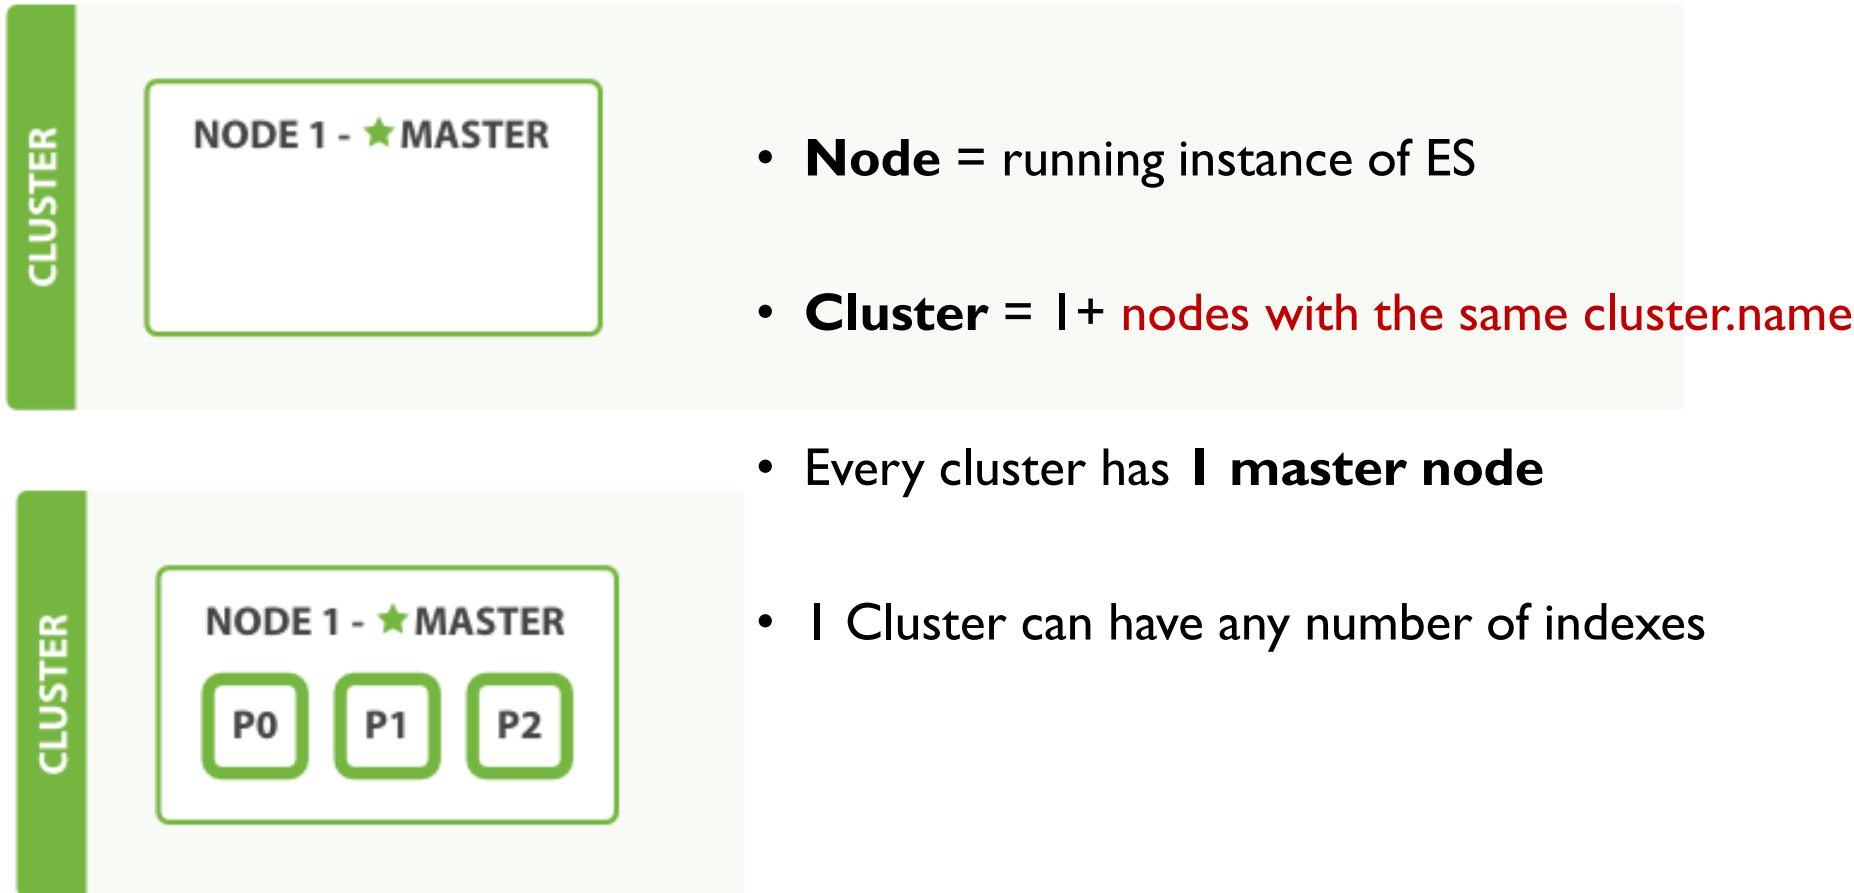 CLUSTER
NODE 1 - ★ MASTER
• Node = running instance of ES
• Cluster = 1+ nodes with the same cluster.name
• Every cluster has 1 master node
• 1 Cluster can have any number of indexes
CLUSTER
NODE 1 - ★ MASTER
P0 P1 P2